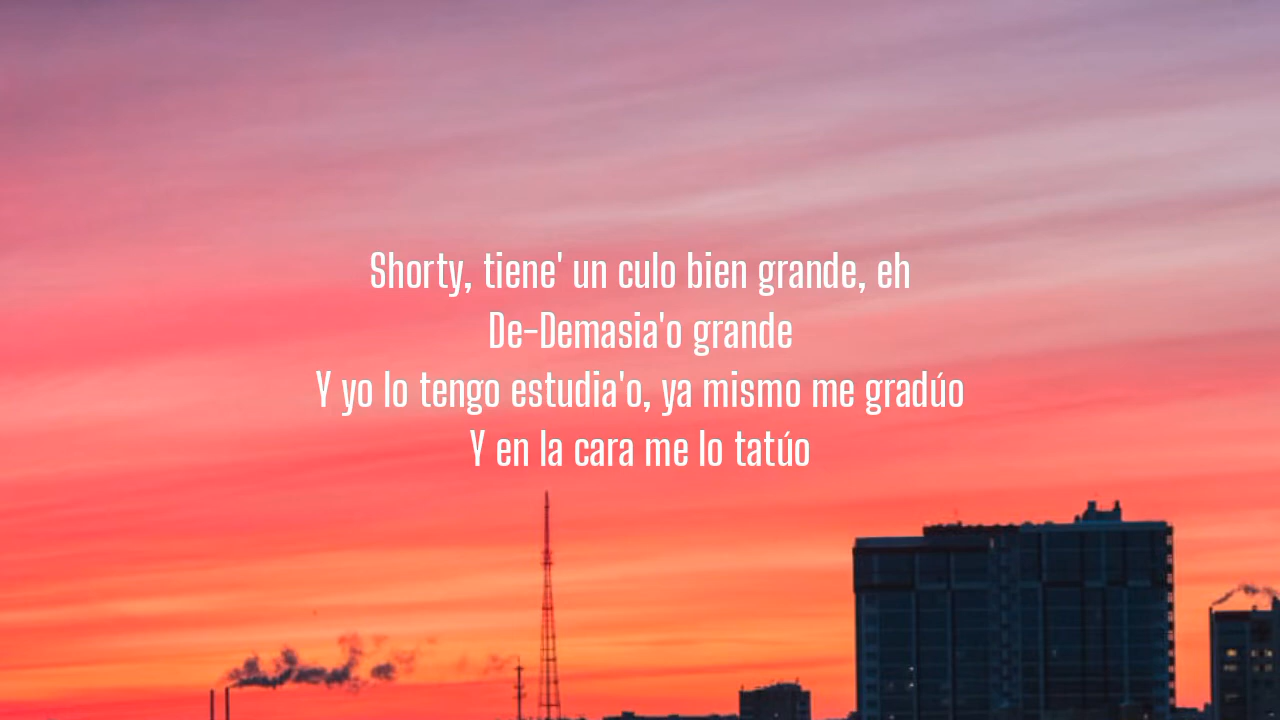 Shorty, tiene' un culo bien grande, eh
De-Demasia'o grande
Y yo lo tengo estudia'o, ya mismo me gradúo
Y en la cara me lo tatúo